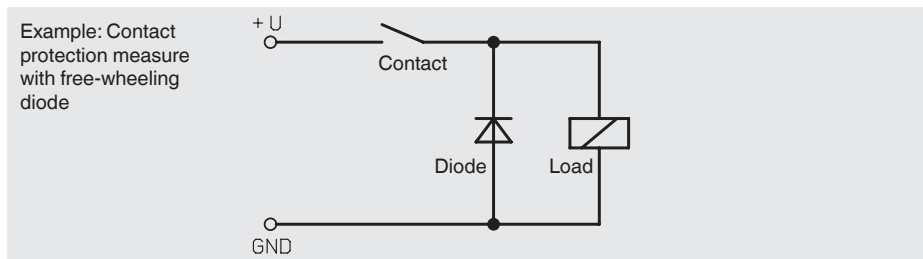 Example: Contact
protection measure
with free-wheeling
diode
+ U
Contact
Diode
Load
GND